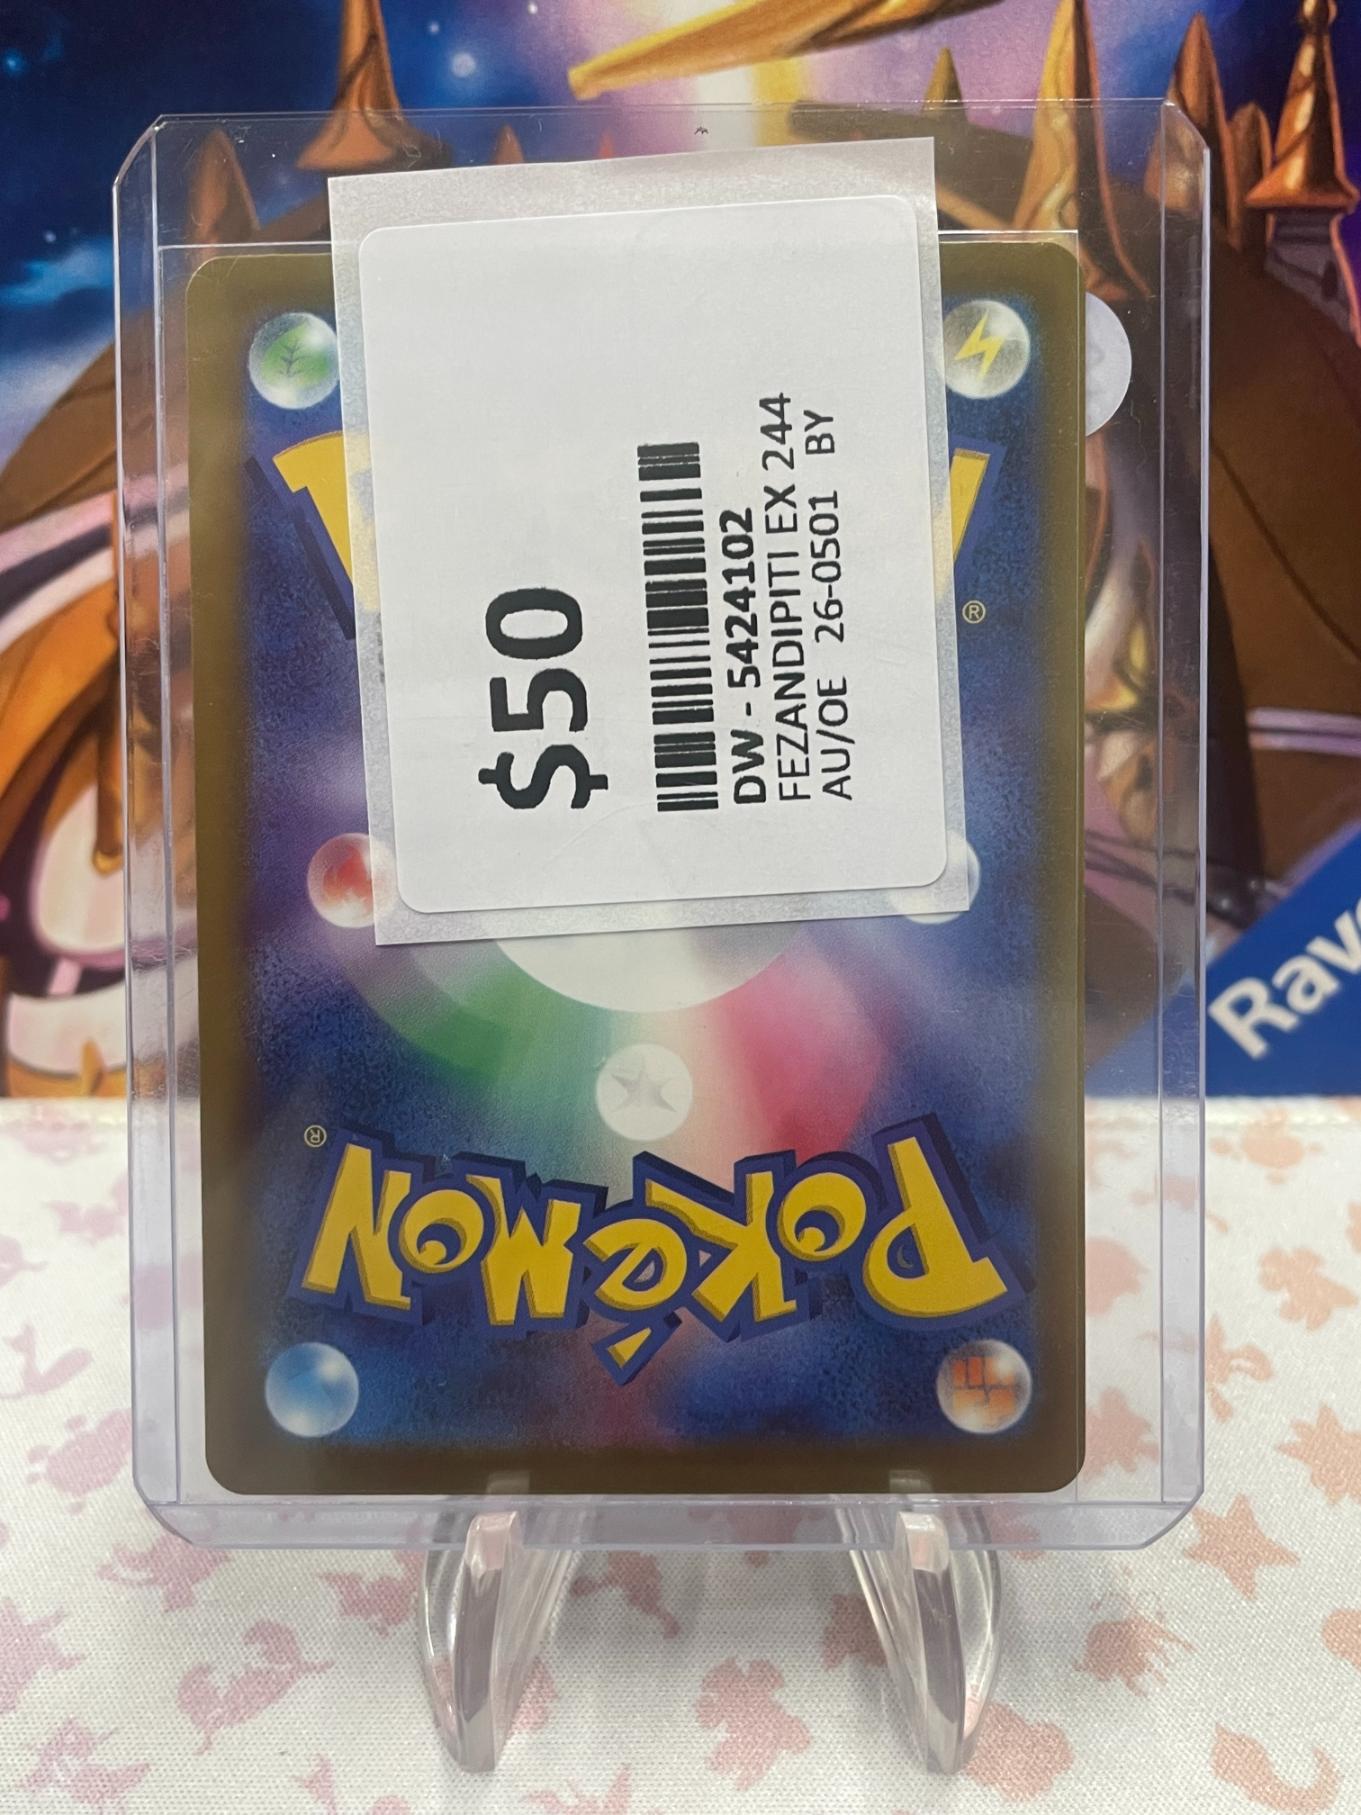 $50
DW - 5424102
FEZANDIPITI EX 244
AU/OE 26-0501 BY
®
Rav
®
POKéMON